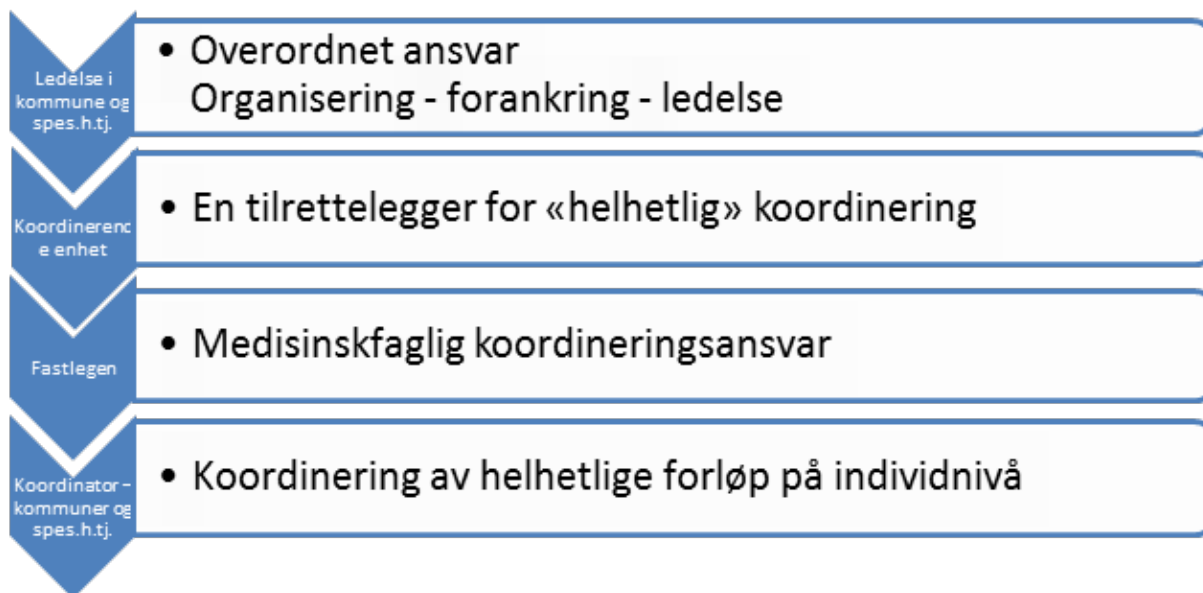 Ledelse i
kommune og
spes.h.tj.
• Overordnet ansvar
Organisering - forankring - ledelse
Koordinerend
e enhet
• En tilrettelegger for «helhetlig» koordinering
Fastlegen
• Medisinskfaglig koordineringsansvar
Koordinator –
kommuner og
spes.h.tj.
• Koordinering av helhetlige forløp på individnivå